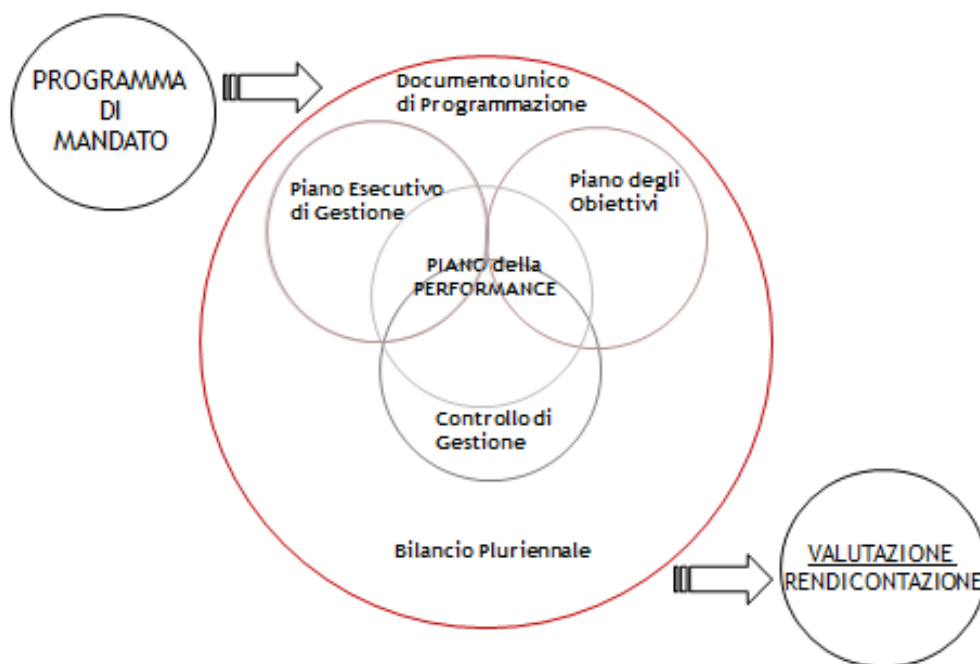 PROGRAMMA
DI
MANDATO
Documento Unico
di Programmazione
Piano Esecutivo
di Gestione
Piano degli
Obiettivi
PIANO della
PERFORMANCE
Controllo di
Gestione
Bilancio Pluriennale
VALUTAZIONE
RENDICONTAZIONE